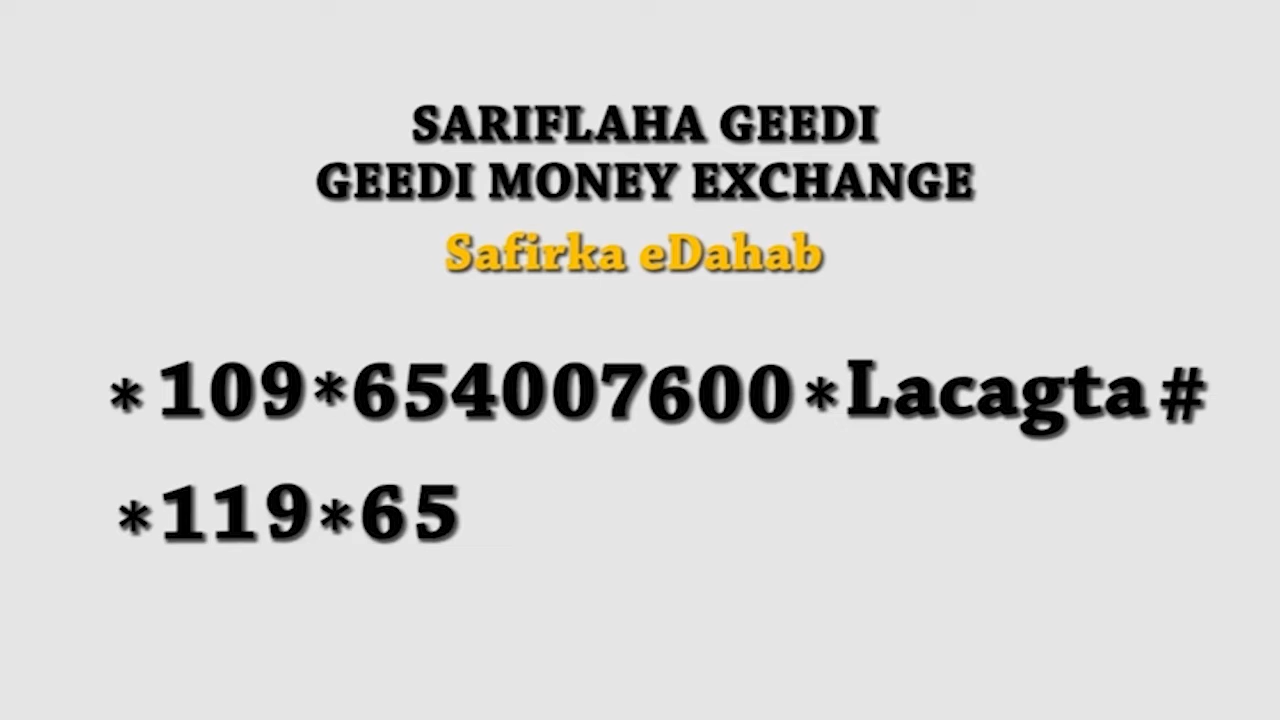 SARIFLAHA GEEDI
GEEDI MONEY EXCHANGE
Safirka eDahab
*109*654007600*Lacagta#
*119*65